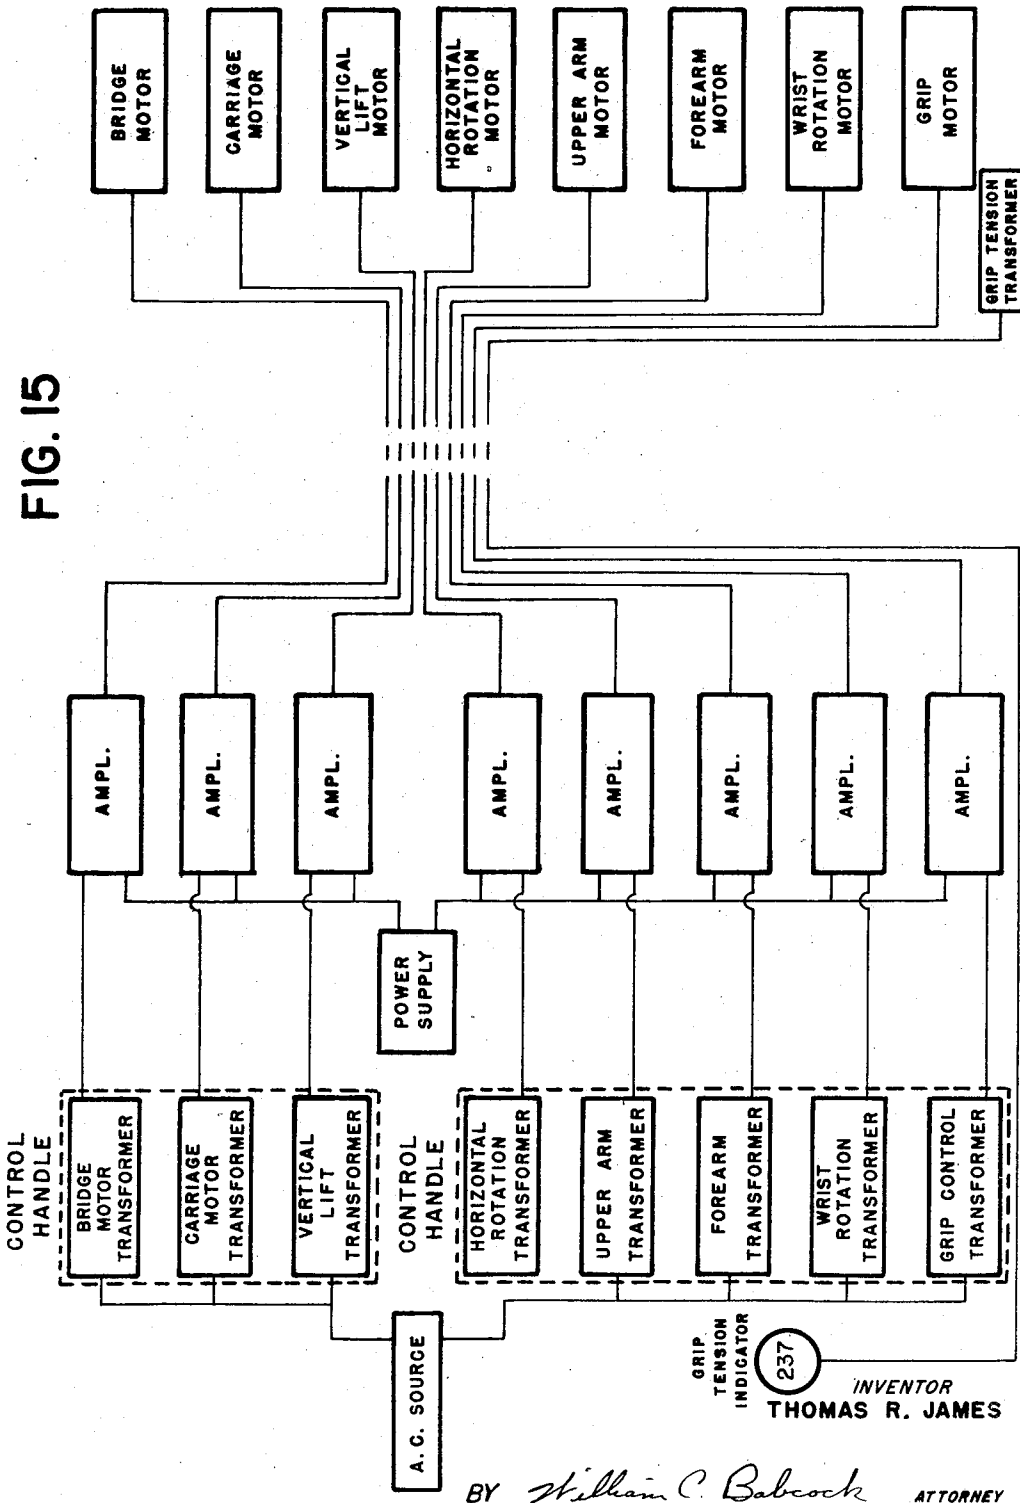 FIG. 15
CONTROL
HANDLE
BRIDGE
MOTOR
TRANSFORMER
CARRIAGE
MOTOR
TRANSFORMER
VERTICAL
LIFT
TRANSFORMER
CONTROL
HANDLE
HORIZONTAL
ROTATION
TRANSFORMER
UPPER ARM
TRANSFORMER
FOREARM
TRANSFORMER
WRIST
ROTATION
TRANSFORMER
GRIP CONTROL
TRANSFORMER
A.C. SOURCE
POWER
SUPPLY
AMPL.
AMPL.
AMPL.
AMPL.
AMPL.
AMPL.
AMPL.
AMPL.
BRIDGE
MOTOR
CARRIAGE
MOTOR
VERTICAL
LIFT
MOTOR
HORIZONTAL
ROTATION
MOTOR
UPPER ARM
MOTOR
FOREARM
MOTOR
WRIST
ROTATION
MOTOR
GRIP
MOTOR
GRIP TENSION
TRANSFORMER
GRIP
TENSION
INDICATOR
237
INVENTOR
THOMAS R. JAMES
BY William C. Babcock ATTORNEY